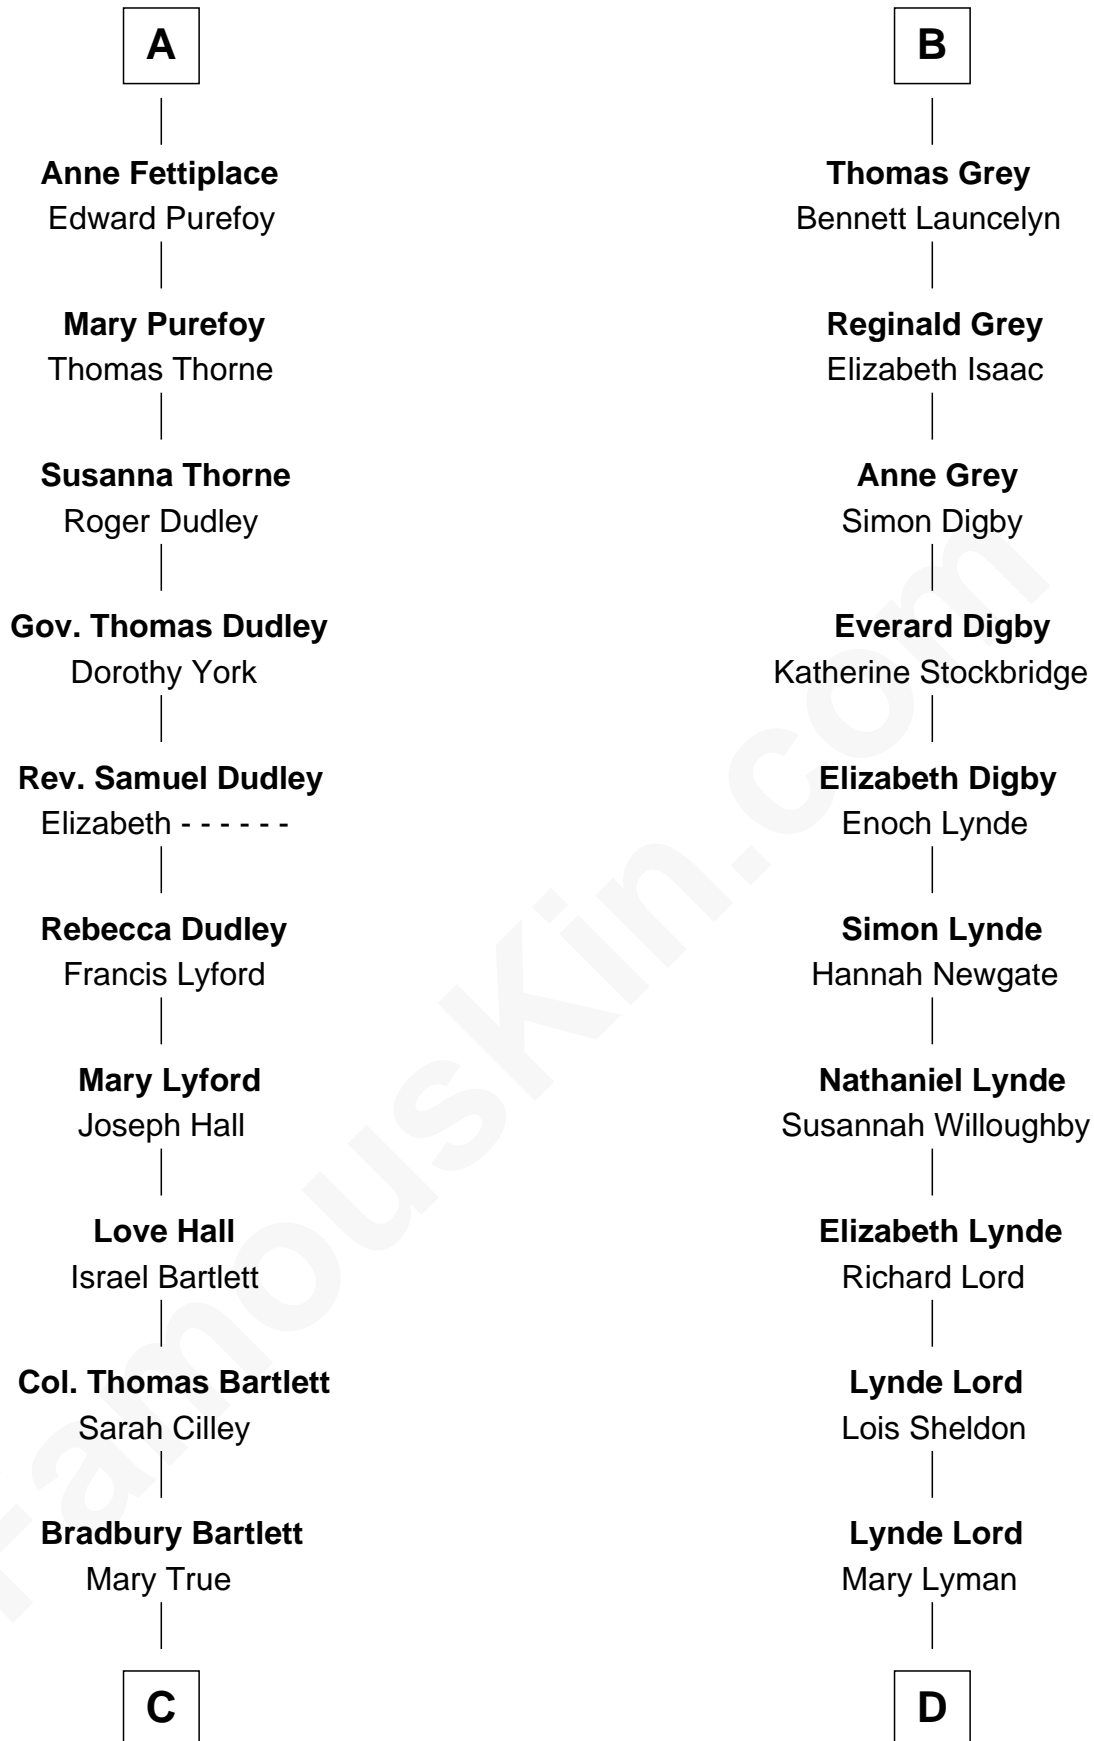 A
Anne Fettiplace
Edward Purefoy
Mary Purefoy
Thomas Thorne
Susanna Thorne
Roger Dudley
Gov. Thomas Dudley
Dorothy York
Rev. Samuel Dudley
Elizabeth - - - - - -
Rebecca Dudley
Francis Lyford
Mary Lyford
Joseph Hall
Love Hall
Israel Bartlett
Col. Thomas Bartlett
Sarah Cilley
Bradbury Bartlett
Mary True
C
B
Thomas Grey
Bennett Launcelyn
Reginald Grey
Elizabeth Isaac
Anne Grey
Simon Digby
Everard Digby
Katherine Stockbridge
Elizabeth Digby
Enoch Lynde
Simon Lynde
Hannah Newgate
Nathaniel Lynde
Susannah Willoughby
Elizabeth Lynde
Richard Lord
Lynde Lord
Lois Sheldon
Lynde Lord
Mary Lyman
D
FamousKin.com